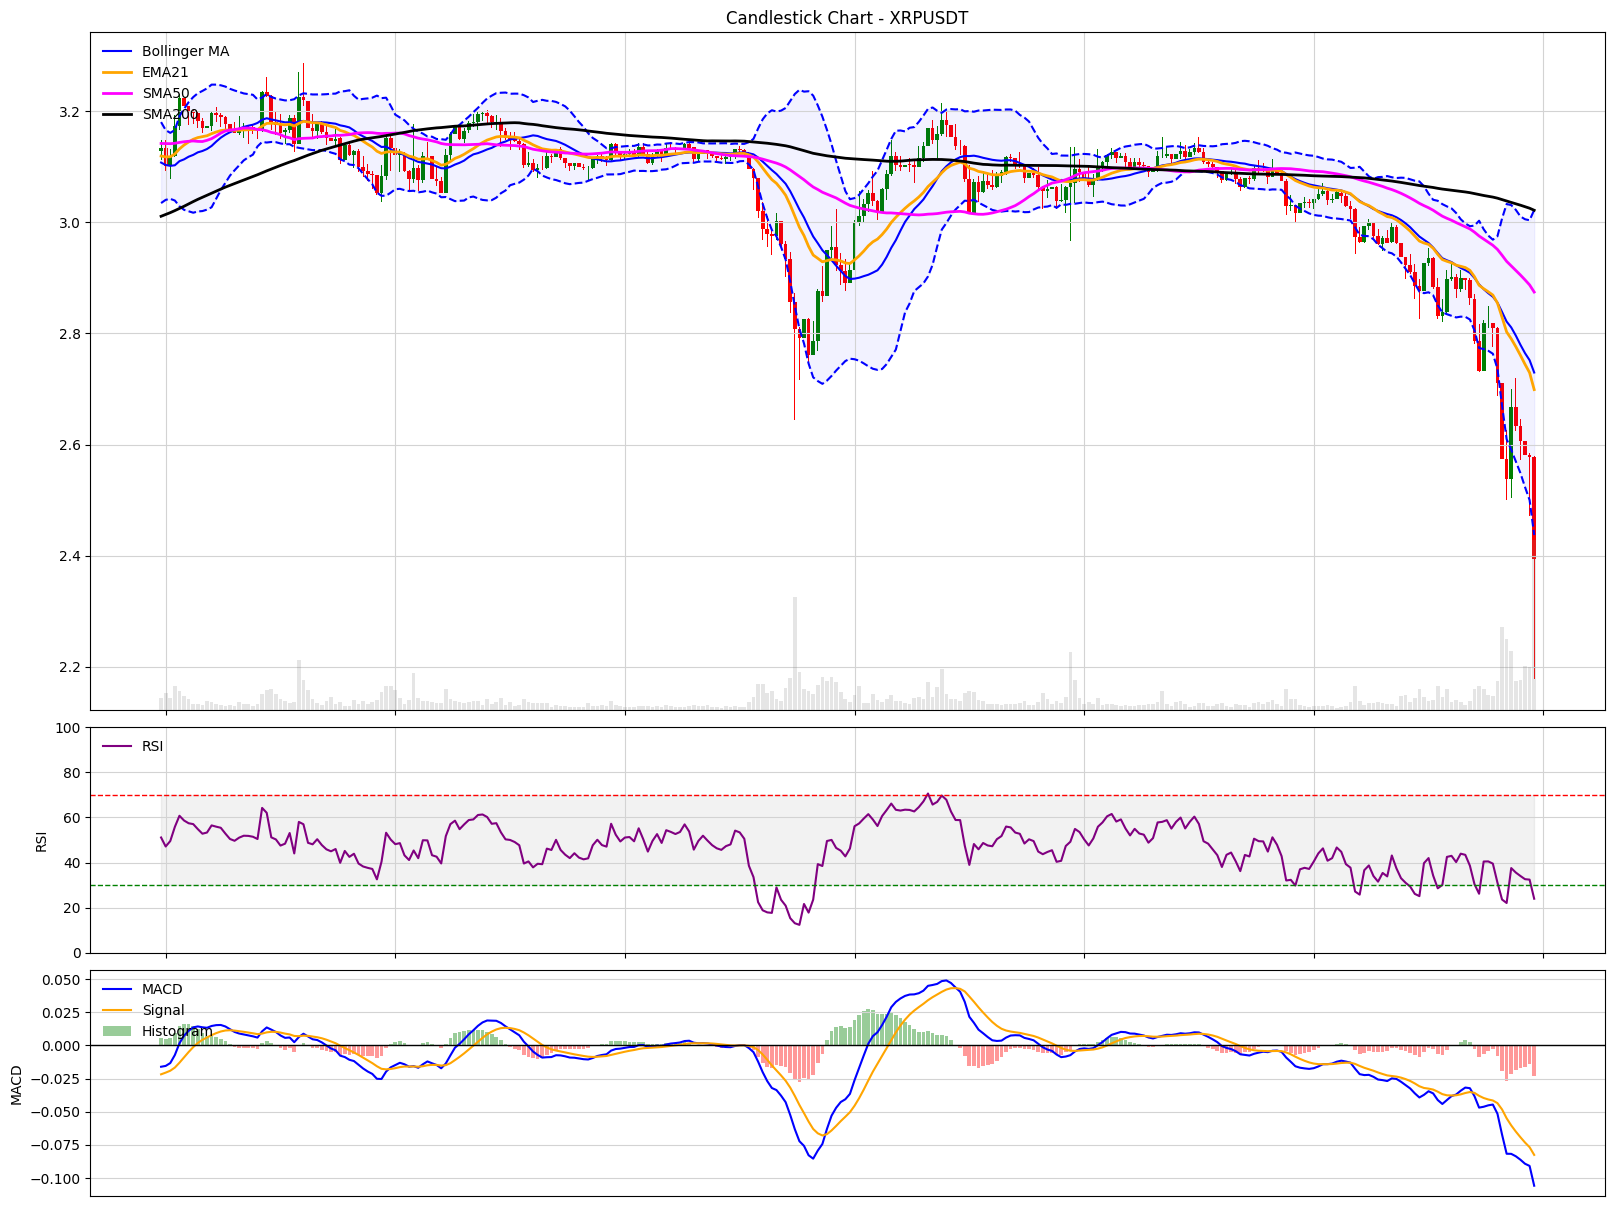 Candlestick Chart - XRPUSDT
Bollinger MA
EMA21
SMA50
SMA200
3.2
3.0
2.8
2.6
2.4
2.2
RSI
100
80
60
40
20
0
RSI
MACD
Signal
Histogram
0.050
0.025
0.000
−0.025
−0.050
−0.075
−0.100
MACD